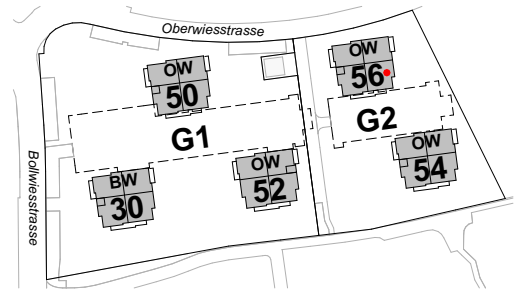 Oberwiesstrasse
OW
56
OW
50
G2
G1
OW
54
OW
52
BW
30
Bollwiesstrasse